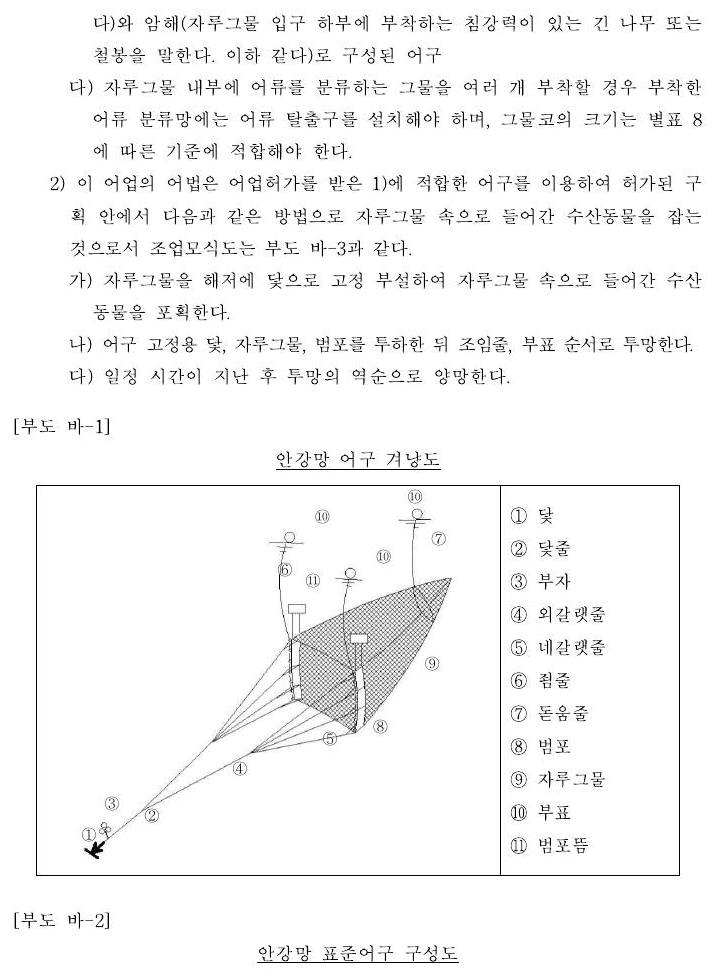 다)와 암해(자루그물 입구 하부에 부착하는 침강력이 있는 긴 나무 또는
철봉을 말한다. 이하 같다)로 구성된 어구
다) 자루그물 내부에 어류를 분류하는 그물을 여러 개 부착할 경우 부착한
어류 분류망에는 어류 탈출구를 설치해야 하며, 그물코의 크기는 별표 8
에 따른 기준에 적합해야 한다.
2) 이 어업의 어법은 어업허가를 받은 1)에 적합한 어구를 이용하여 허가된 구
획 안에서 다음과 같은 방법으로 자루그물 속으로 들어간 수산동물을 잡는
것으로서 조업모식도는 부도 바-3과 같다.
가) 자루그물을 해저에 닻으로 고정 부설하여 자루그물 속으로 들어간 수산
동물을 포획한다.
나) 어구 고정용 닻, 자루그물, 범포를 투하한 뒤 조임줄, 부표 순서로 투망한다.
다) 일정 시간이 지난 후 투망의 역순으로 양망한다.
[부도 바-1]
안강망 어구 겨냥도
⑩
⑩
⑦
⑩
⑥
⑪
⑨
⑧
⑤
④
③
②
①
① 닻
② 닻줄
③ 부자
④ 외갈랫줄
⑤ 네갈랫줄
⑥ 죔줄
⑦ 돋움줄
⑧ 범포
⑨ 자루그물
⑩ 부표
⑪ 범포뜸
[부도 바-2]
안강망 표준어구 구성도